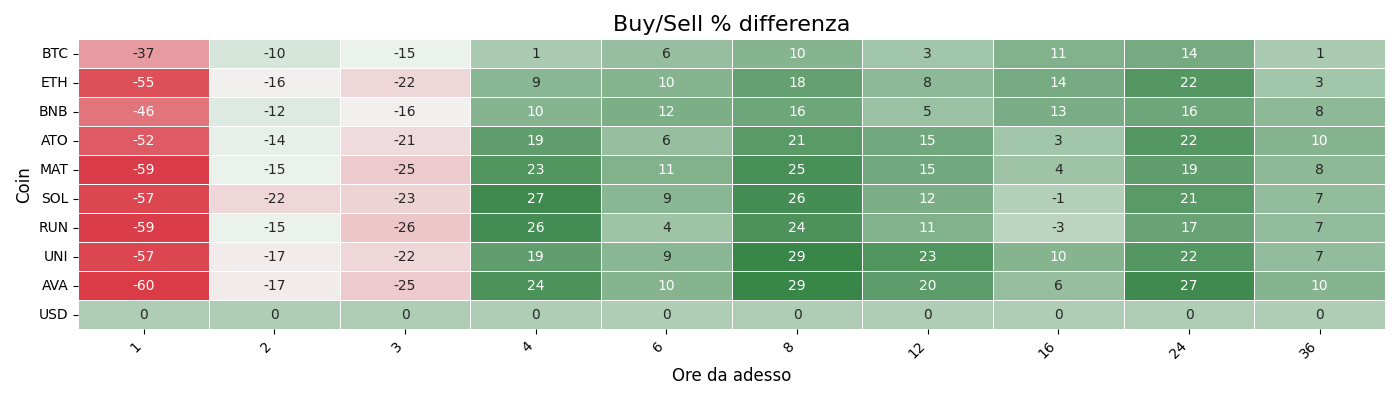 Buy/Sell % differenza
Coin
BTC -37 -10 -15 1 6 10 3 11 14 1
ETH -55 -16 -22 9 10 18 8 14 22 3
BNB -46 -12 -16 10 12 16 5 13 16 8
ATO -52 -14 -21 19 6 21 15 3 22 10
MAT -59 -15 -25 23 11 25 15 4 19 8
SOL -57 -22 -23 27 9 26 12 -1 21 7
RUN -59 -15 -26 26 4 24 11 -3 17 7
UNI -57 -17 -22 19 9 29 23 10 22 7
AVA -60 -17 -25 24 10 29 20 6 27 10
USD 0 0 0 0 0 0 0 0 0 0
1 2 3 4 6 8 12 16 24 36
Ore da adesso